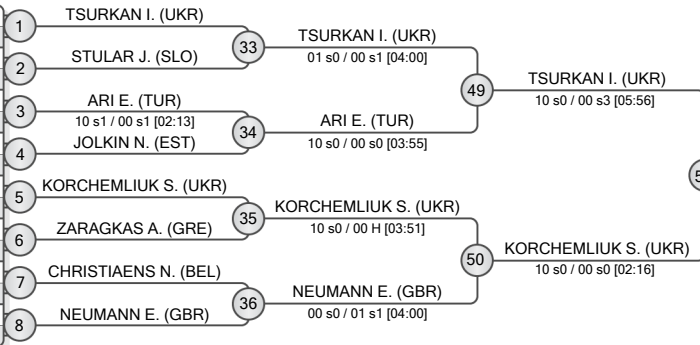 1
TSURKAN I. (UKR)
2
STULAR J. (SLO)
33
TSURKAN I. (UKR)
01 s0 / 00 s1 [04:00]
3
ARI E. (TUR)
10 s1 / 00 s1 [02:13]
4
JOLKIN N. (EST)
34
ARI E. (TUR)
10 s0 / 00 s0 [03:55]
49
TSURKAN I. (UKR)
10 s0 / 00 s3 [05:56]
5
KORCHEMLIUK S. (UKR)
6
ZARAGKAS A. (GRE)
35
KORCHEMLIUK S. (UKR)
10 s0 / 00 H [03:51]
7
CHRISTIAENS N. (BEL)
8
NEUMANN E. (GBR)
36
NEUMANN E. (GBR)
00 s0 / 01 s1 [04:00]
50
KORCHEMLIUK S. (UKR)
10 s0 / 00 s0 [02:16]